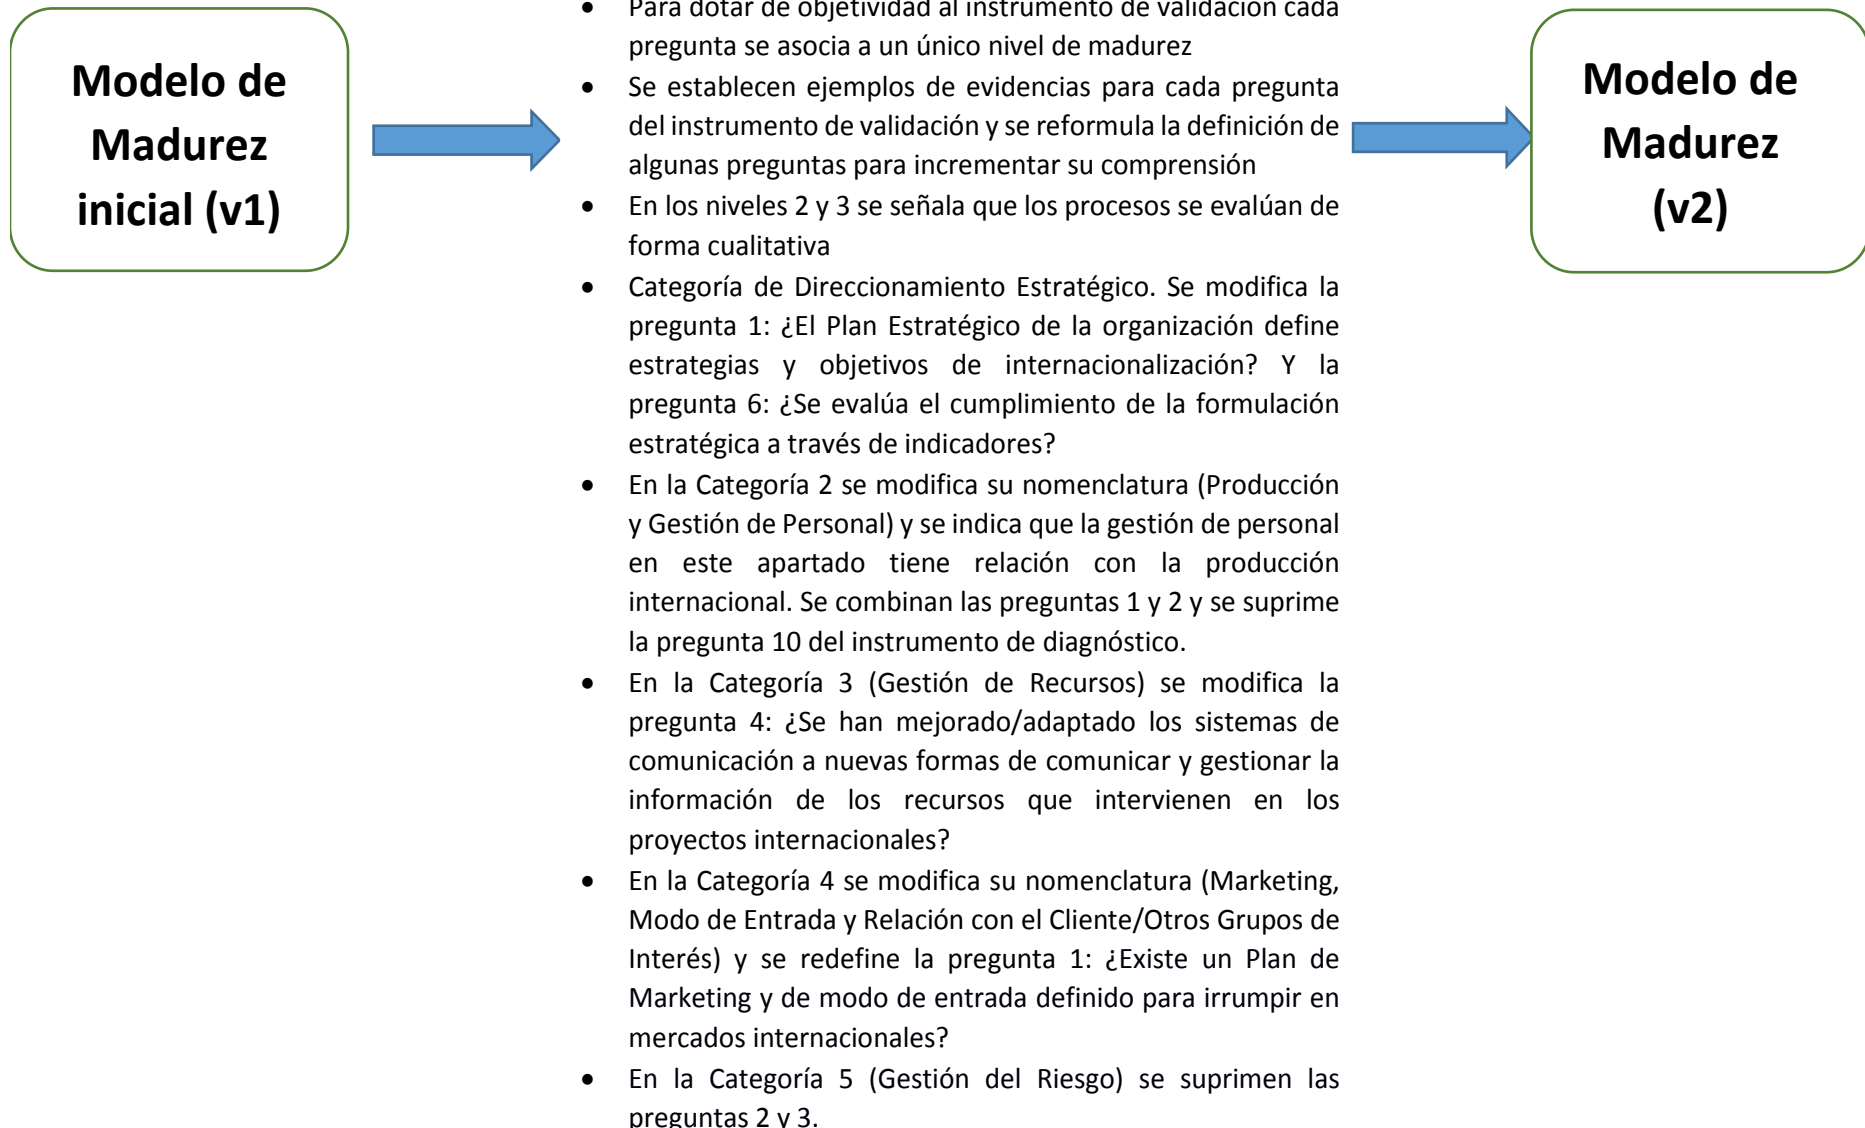 Modelo de
Madurez
inicial (v1)
• Para dotar de objetividad al instrumento de validación cada
pregunta se asocia a un único nivel de madurez
• Se establecen ejemplos de evidencias para cada pregunta
del instrumento de validación y se reformula la definición de
algunas preguntas para incrementar su comprensión
• En los niveles 2 y 3 se señala que los procesos se evalúan de
forma cualitativa
• Categoría de Direccionamiento Estratégico. Se modifica la
pregunta 1: ¿El Plan Estratégico de la organización define
estrategias y objetivos de internacionalización? Y la
pregunta 6: ¿Se evalúa el cumplimiento de la formulación
estratégica a través de indicadores?
• En la Categoría 2 se modifica su nomenclatura (Producción
y Gestión de Personal) y se indica que la gestión de personal
en este apartado tiene relación con la producción
internacional. Se combinan las preguntas 1 y 2 y se suprime
la pregunta 10 del instrumento de diagnóstico.
• En la Categoría 3 (Gestión de Recursos) se modifica la
pregunta 4: ¿Se han mejorado/adaptado los sistemas de
comunicación a nuevas formas de comunicar y gestionar la
información de los recursos que intervienen en los
proyectos internacionales?
• En la Categoría 4 se modifica su nomenclatura (Marketing,
Modo de Entrada y Relación con el Cliente/Otros Grupos de
Interés) y se redefine la pregunta 1: ¿Existe un Plan de
Marketing y de modo de entrada definido para irrumpir en
mercados internacionales?
• En la Categoría 5 (Gestión del Riesgo) se suprimen las
preguntas 2 y 3.
Modelo de
Madurez
(v2)